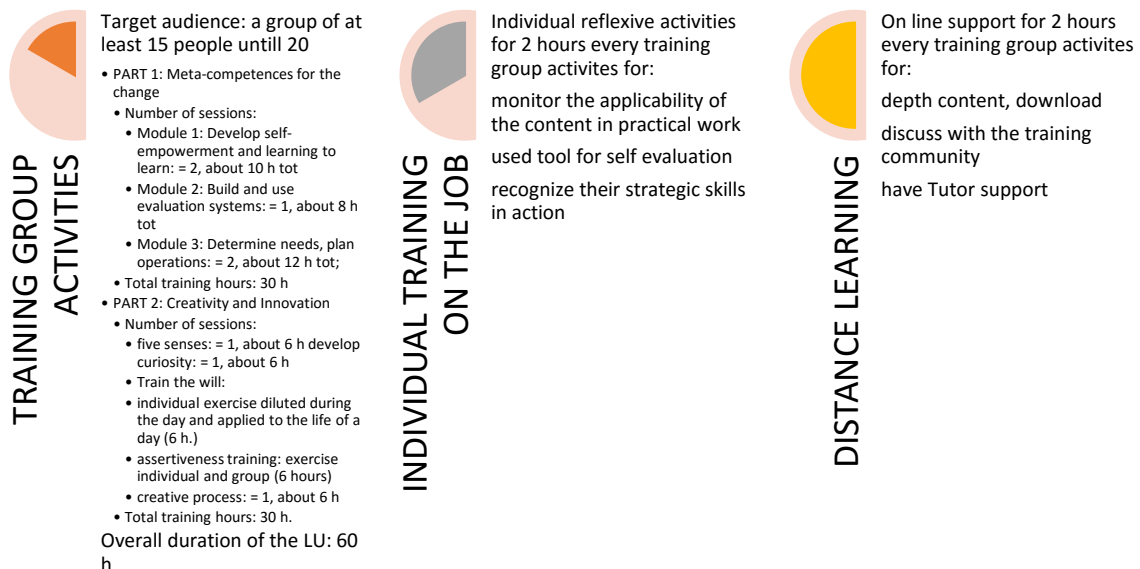 TRAINING GROUP
ACTIVITIES
Target audience: a group of at
least 15 people untill 20
• PART 1: Meta-competences for the
change
• Number of sessions:
• Module 1: Develop self-
empowerment and learning to
learn: = 2, about 10 h tot
• Module 2: Build and use
evaluation systems: = 1, about 8 h
tot
• Module 3: Determine needs, plan
operations: = 2, about 12 h tot;
• Total training hours: 30 h
• PART 2: Creativity and Innovation
• Number of sessions:
• five senses: = 1, about 6 h develop
curiosity: = 1, about 6 h
• Train the will:
• individual exercise diluted during
the day and applied to the life of a
day (6 h.)
• assertiveness training: exercise
individual and group (6 hours)
• creative process: = 1, about 6 h
• Total training hours: 30 h.
Overall duration of the LU: 60
h
INDIVIDUAL TRAINING
ON THE JOB
Individual reflexive activities
for 2 hours every training
group activites for:
monitor the applicability of
the content in practical work
used tool for self evaluation
recognize their strategic skills
in action
DISTANCE LEARNING
On line support for 2 hours
every training group activites
for:
depth content, download
discuss with the training
community
have Tutor support